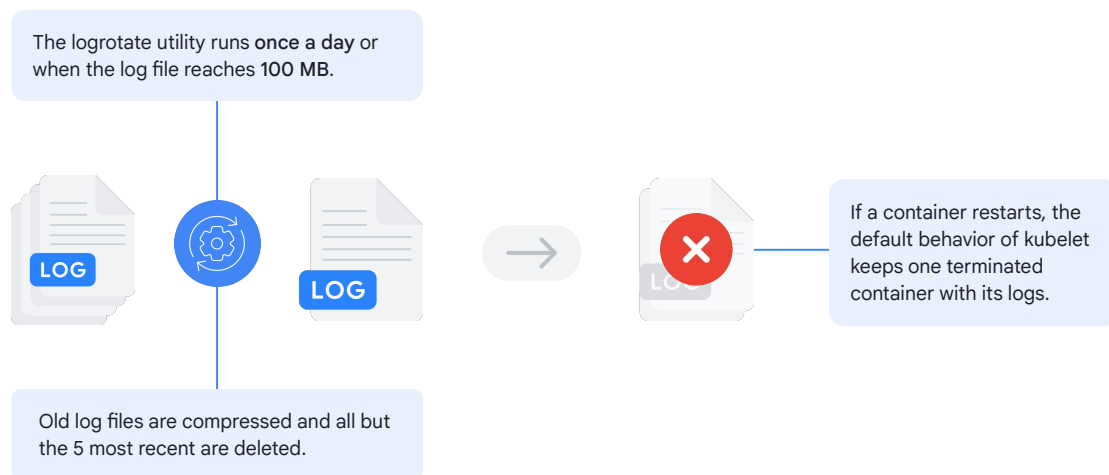 The logrotate utility runs once a day or
when the log file reaches 100 MB.
LOG
LOG
LOG
If a container restarts, the
default behavior of kubelet
keeps one terminated
container with its logs.
Old log files are compressed and all but
the 5 most recent are deleted.